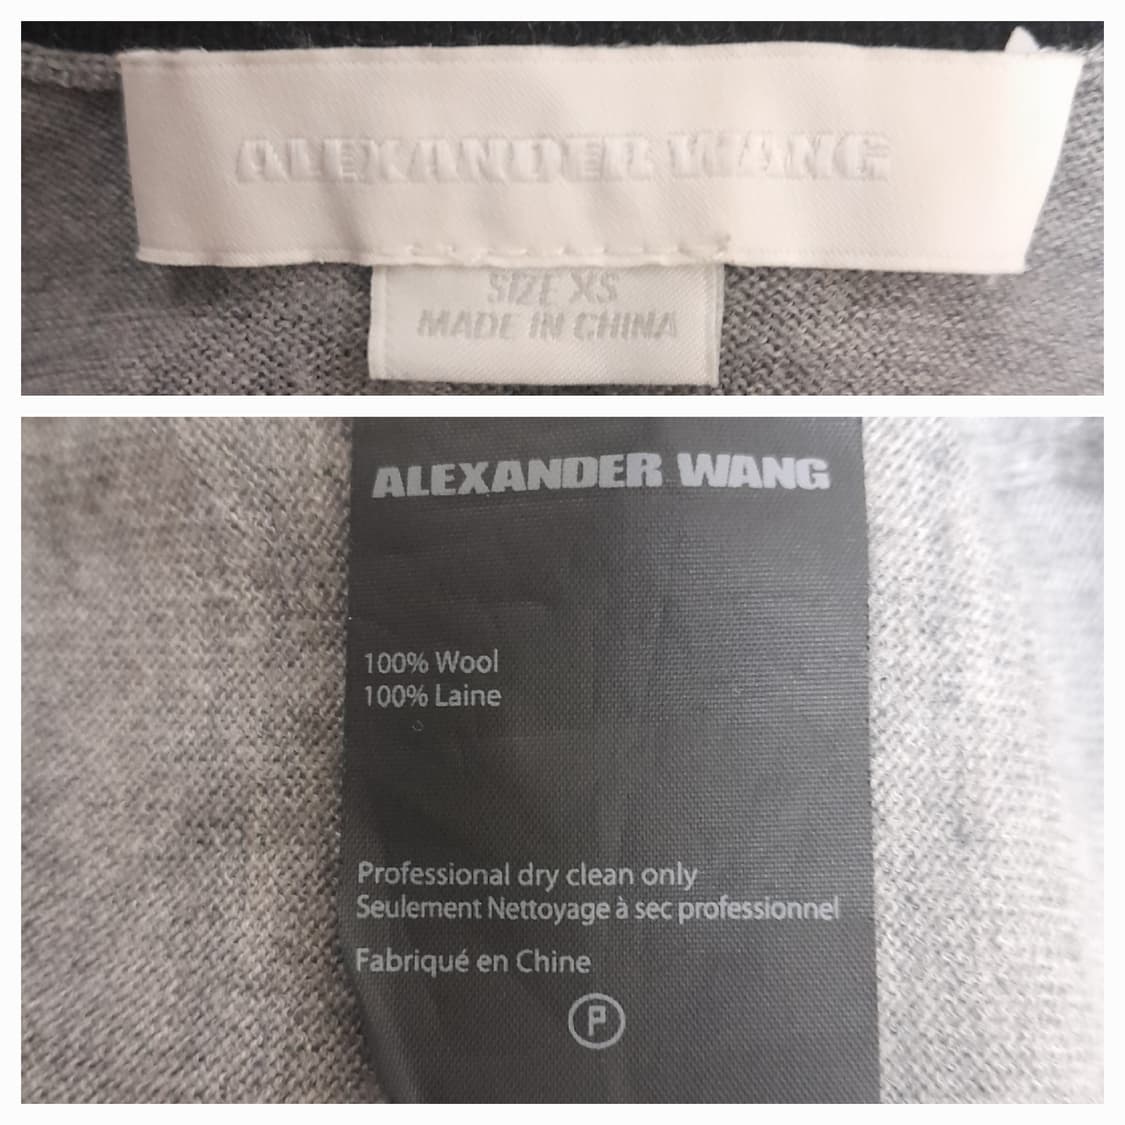 ALEXANDER WANG
SIZE XS
MADE IN CHINA
ALEXANDER WANG
100% Wool
100% Laine
Professional dry clean only
Seulement Nettoyage à sec professionnel
Fabriqué en Chine
P